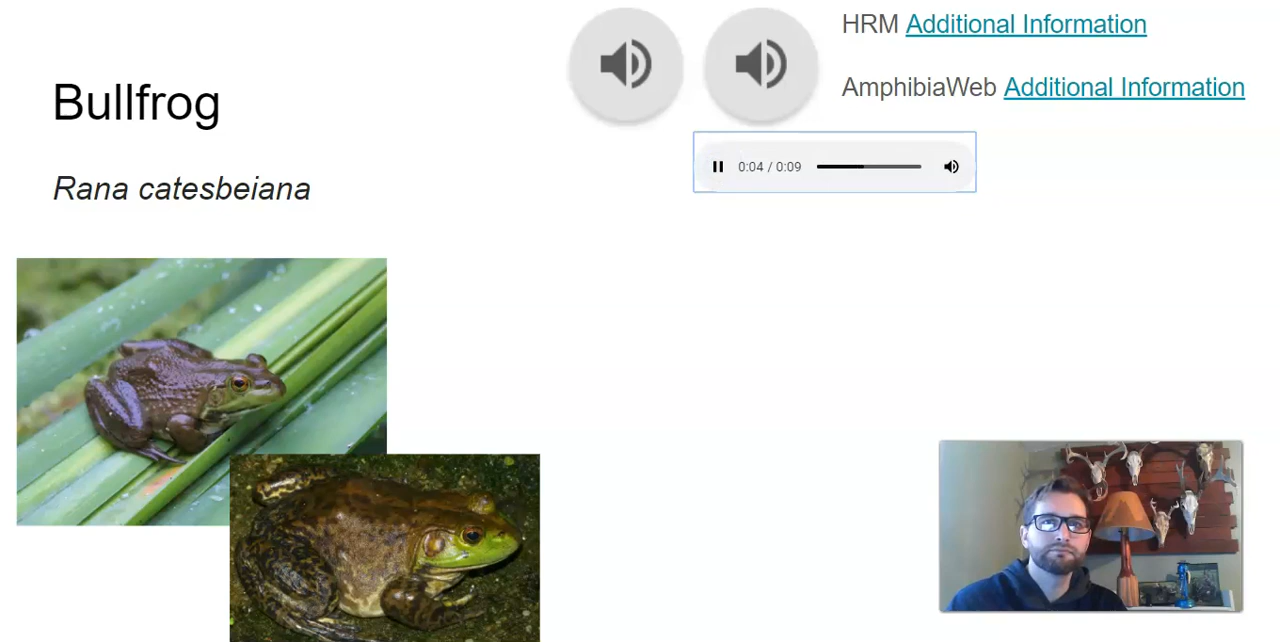 HRM Additional Information
AmphibiaWeb Additional Information
Bullfrog
0:04 / 0:09
Rana catesbeiana